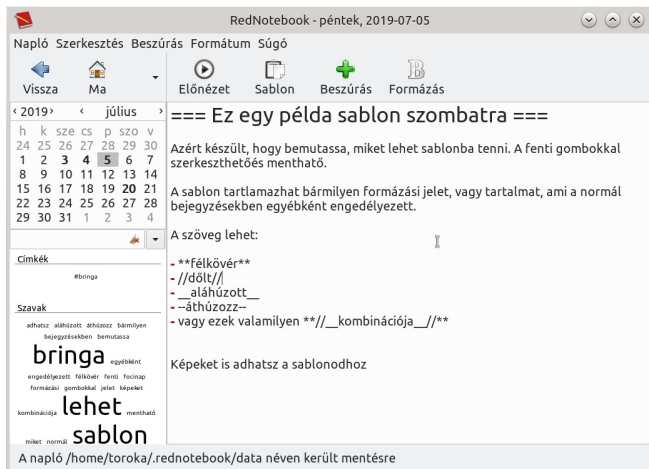 RedNotebook - péntek, 2019-07-05
Napló Szerkesztés Beszúrás Formátum Súgó
Vissza Ma Előnézet Sablon Beszúrás Formázás
2019 július
h k sze cs p szo v
24 25 26 27 28 29 30
1 2 3 4 5 6 7
8 9 10 11 12 13 14
15 16 17 18 19 20 21
22 23 24 25 26 27 28
29 30 31 1 2 3 4
Címkék
#bringa
Szavak
adhatsz aláhúzott áthúzozz bármilyen
bejegyzésekben bemutassa
bringa egyébként
engedélyezett félkövér fenti focinap
formázási gombokkal jelet képeket
kombinációja lehet mentható
miket normál sablon
=== Ez egy példa sablon szombatra ===
Azért készült, hogy bemutassa, miket lehet sablonba tenni. A fenti gombokkal
szerkeszthetőés mentható.
A sablon tartlamazhat bármilyen formázási jelet, vagy tartalmat, ami a normál
bejegyzésekben egyébként engedélyezett.
A szöveg lehet:
- **félkövér**
- //dőlt//
- __aláhúzott__
- --áthúzozz--
- vagy ezek valamilyen **//__kombinációja__//**
Képeket is adhatsz a sablonodhoz
A napló /home/toroka/.rednotebook/data néven került mentésre